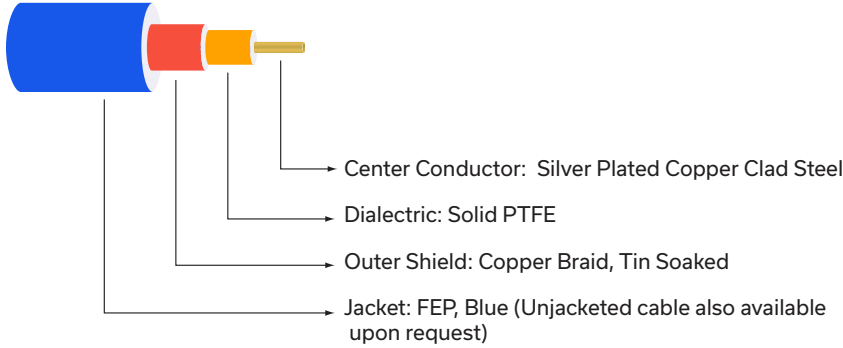 Center Conductor:  Silver Plated Copper Clad Steel
Dialectric: Solid PTFE
Outer Shield: Copper Braid, Tin Soaked
Jacket: FEP, Blue (Unjacketed cable also available
upon request)